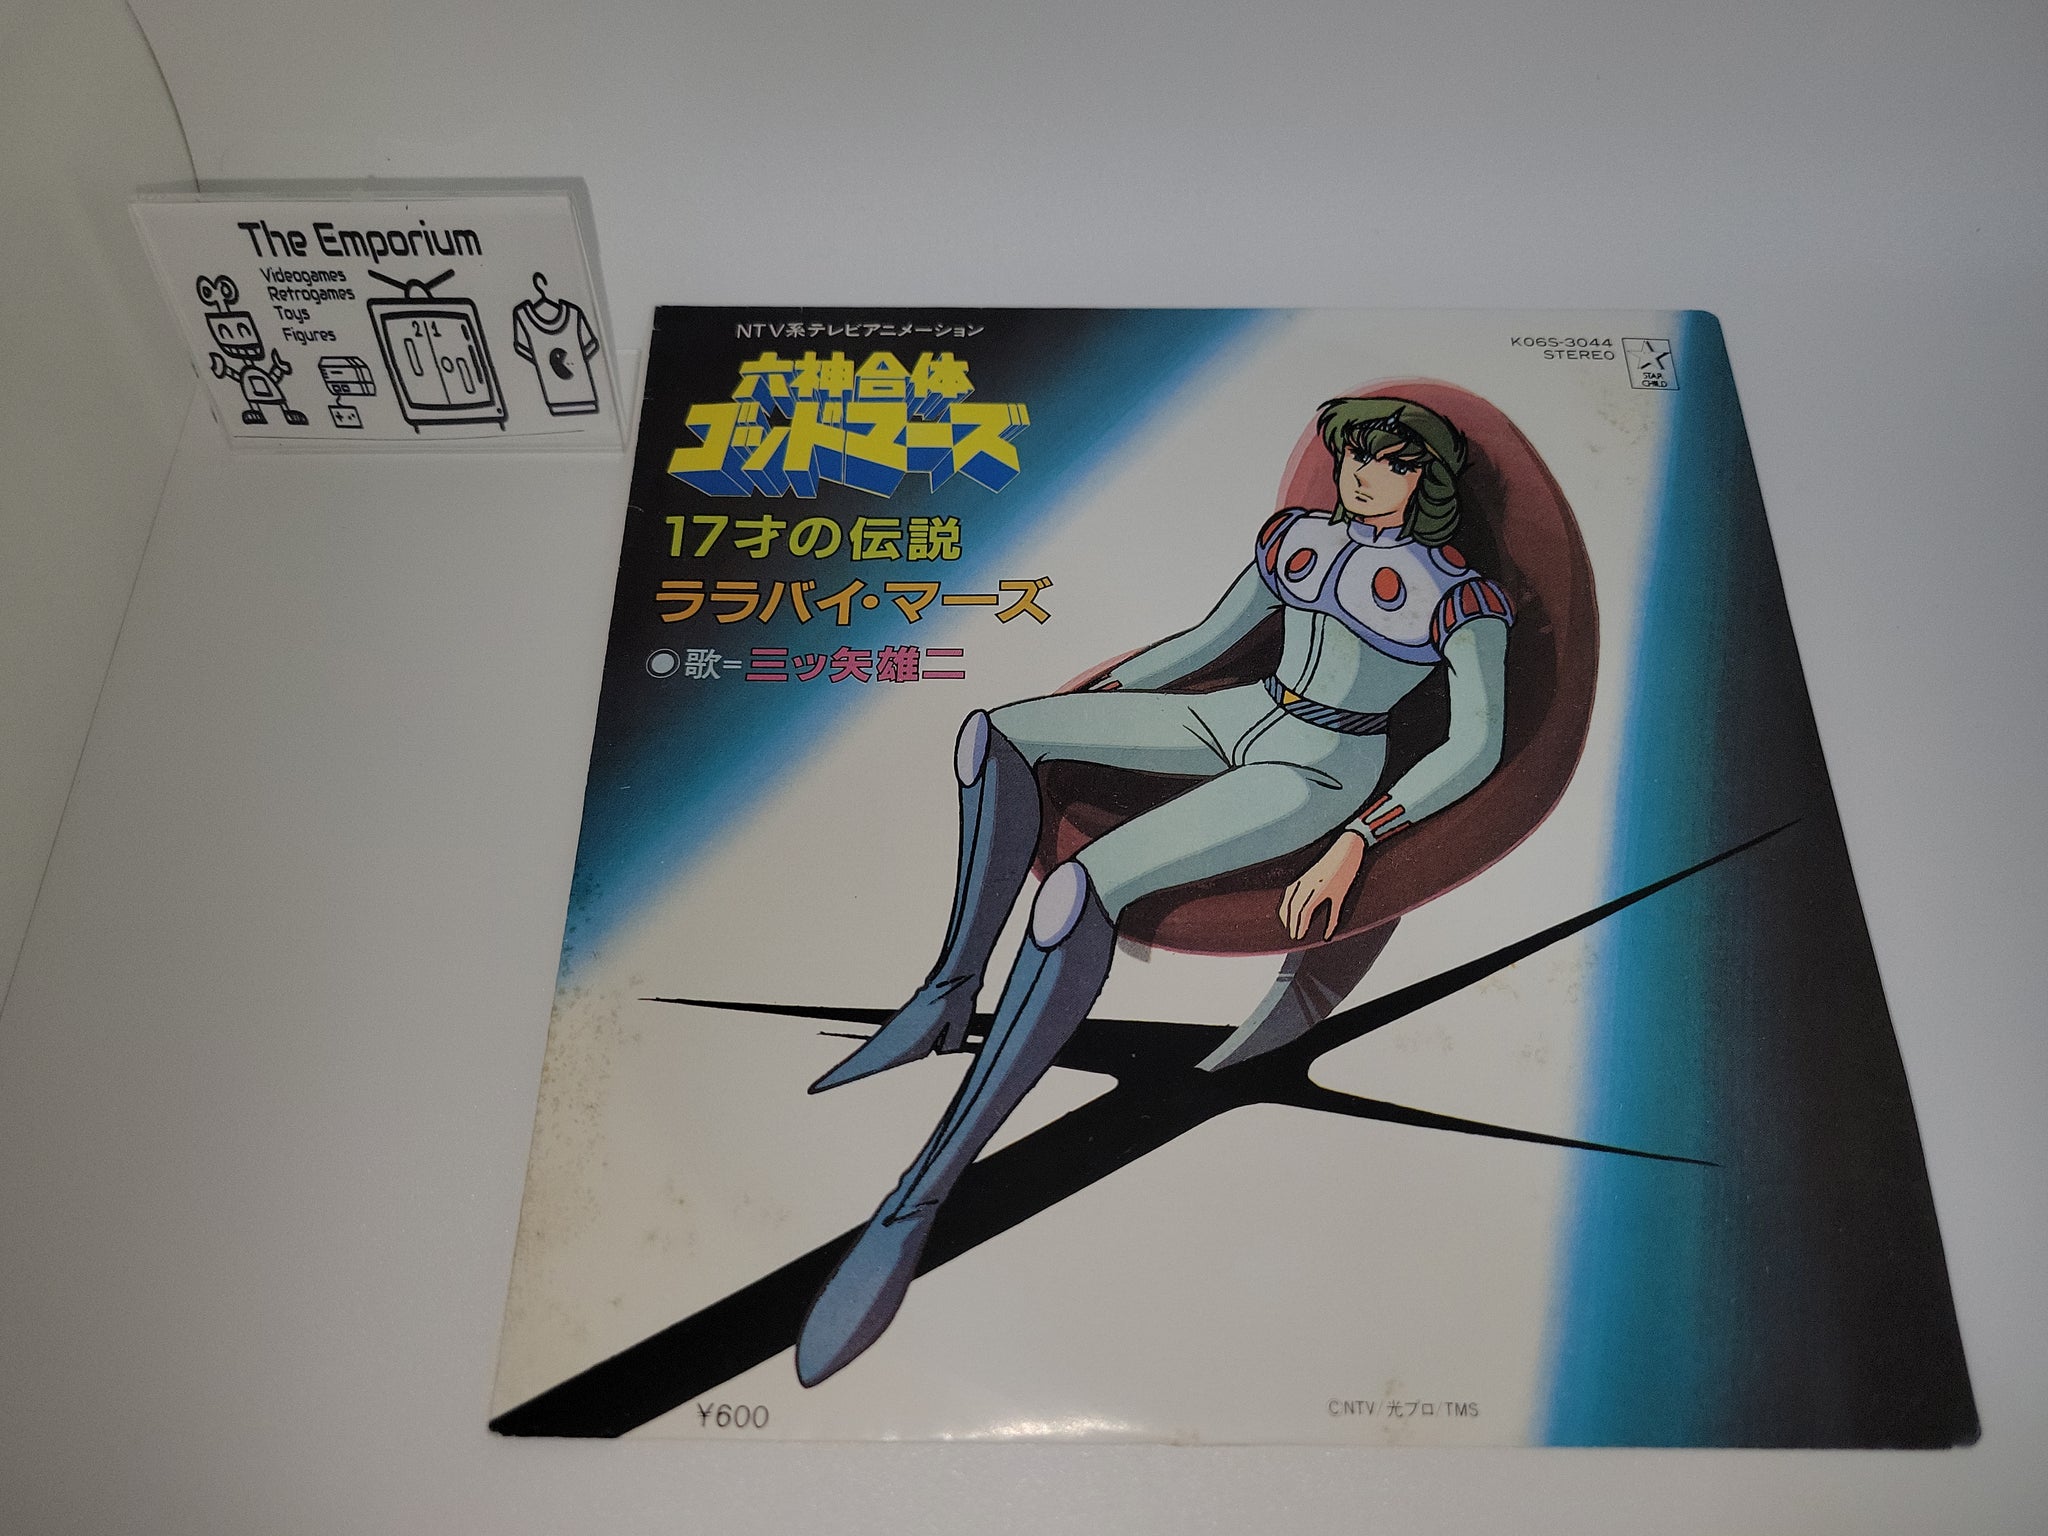 The Emporium
Videogames
Retrogames
Toys
Figures
21
NTV系テレビアニメーション
六神合体
ゴッドマーズ
17才の伝説
ララバイ・マーズ
歌=三ッ矢雄二
K06S-3044
STEREO
STAR
CHILD
¥600
©NTV/光プロ/TMS